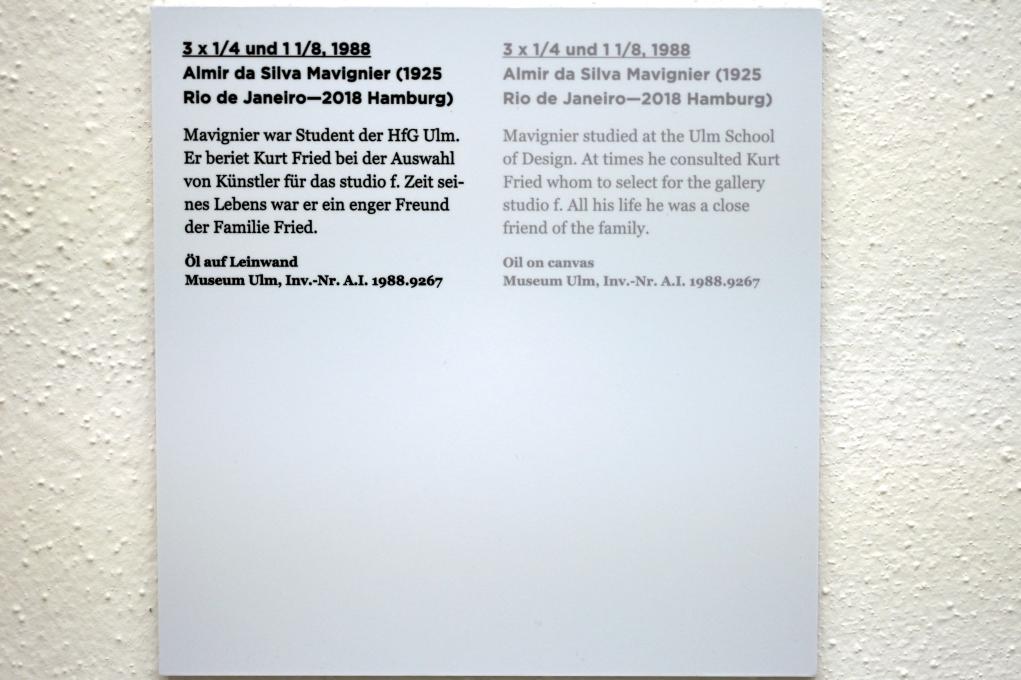 3 x 1/4 und 1 1/8, 1988
Almir da Silva Mavignier (1925
Rio de Janeiro—2018 Hamburg)
Mavignier war Student der HfG Ulm.
Er beriet Kurt Fried bei der Auswahl
von Künstler für das studio f. Zeit sei-
nes Lebens war er ein enger Freund
der Familie Fried.
Öl auf Leinwand
Museum Ulm, Inv.-Nr. A.I. 1988.9267
3 x 1/4 und 1 1/8, 1988
Almir da Silva Mavignier (1925
Rio de Janeiro—2018 Hamburg)
Mavignier studied at the Ulm School
of Design. At times he consulted Kurt
Fried whom to select for the gallery
studio f. All his life he was a close
friend of the family.
Oil on canvas
Museum Ulm, Inv.-Nr. A.I. 1988.9267